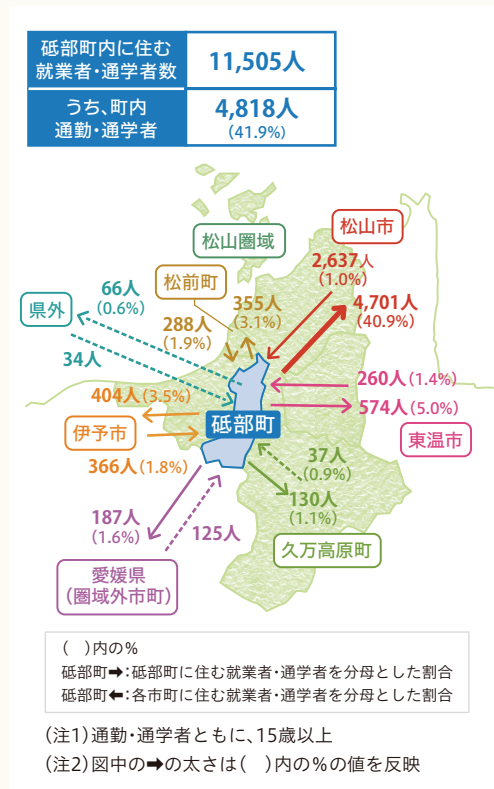 砥部町内に住む
就業者・通学者数
11,505人
うち、町内
通勤・通学者
4,818人
(41.9%)
松山圏域
松山市
2,637人
(1.0%)
4,701人
(40.9%)
松前町
355人
(3.1%)
288人
(1.9%)
県外
66人
(0.6%)
34人
260人(1.4%)
574人(5.0%)
東温市
404人(3.5%)
伊予市
366人(1.8%)
砥部町
37人
(0.9%)
130人
(1.1%)
久万高原町
187人
(1.6%)
125人
愛媛県
(圏域外市町)
( )内の%
砥部町➡:砥部町に住む就業者・通学者を分母とした割合
砥部町⬅:各市町に住む就業者・通学者を分母とした割合
(注1)通勤・通学者ともに、15歳以上
(注2)図中の➡の太さは( )内の%の値を反映